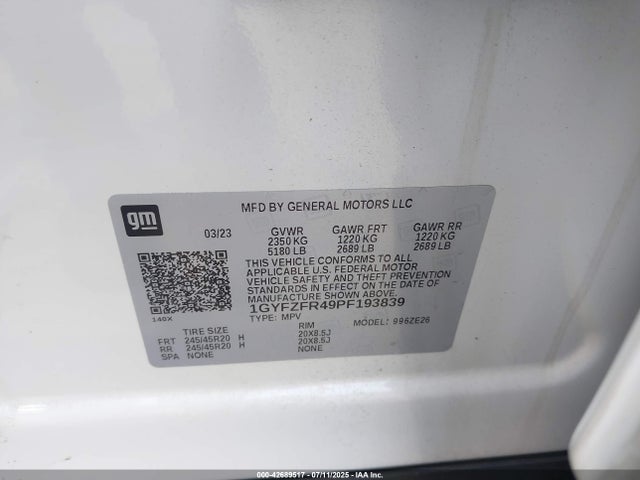 gm
MFD BY GENERAL MOTORS LLC
03/23 GVWR GAWR FRT GAWR RR
2350 KG 1220 KG 1220 KG
5180 LB 2689 LB 2689 LB
THIS VEHICLE CONFORMS TO ALL
APPLICABLE U.S. FEDERAL MOTOR
VEHICLE SAFETY AND THEFT PREVENTION
STANDARDS IN EFFECT ON THE DATE OF
MANUFACTURE SHOWN ABOVE.
1GYFZFR49PF193839
140X TYPE: MPV MODEL: 996ZE26
TIRE SIZE RIM
FRT 245/45R20 H 20X8.5J
RR 245/45R20 H 20X8.5J
SPA NONE NONE
000-42689517 - 07/11/2025 - IAA Inc.